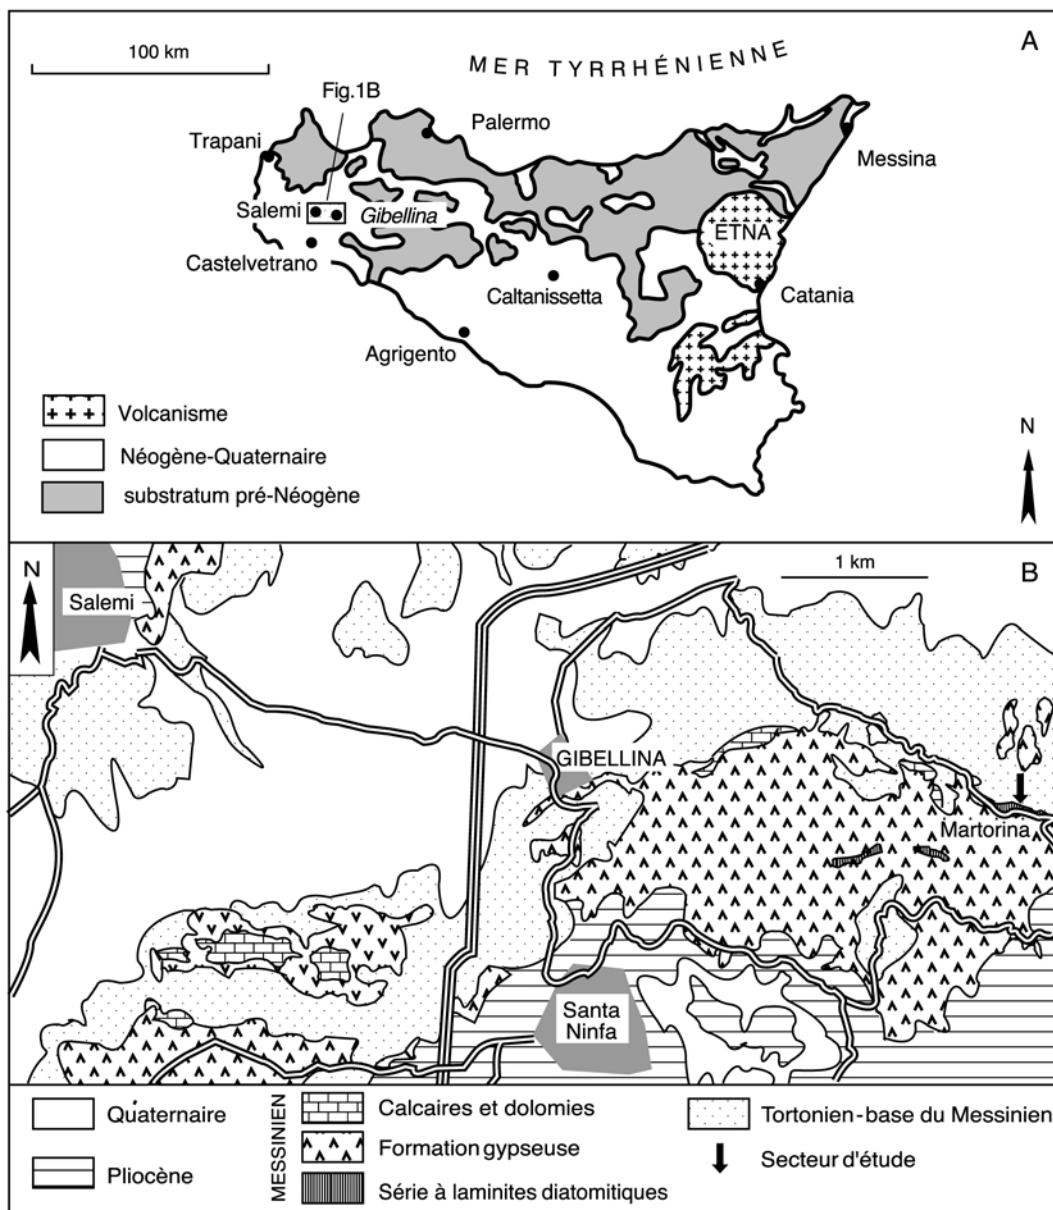 A
100 km
MER TYRRHÉNIENNE
Fig.1B
Palermo
Trapani
Messina
Salemi
Gibellina
ETNA
Castelvetrano
Caltanissetta
Catania
Agrigento
Volcanisme
Néogène-Quaternaire
substratum pré-Néogène
N
N
1 km
B
Salemi
GIBELLINA
Martorina
Santa
Ninfa
Quaternaire
Pliocène
MESSINIEN
Calcaires et dolomies
Formation gypseuse
Série à laminites diatomitiques
Tortonien-base du Messinien
Secteur d'étude